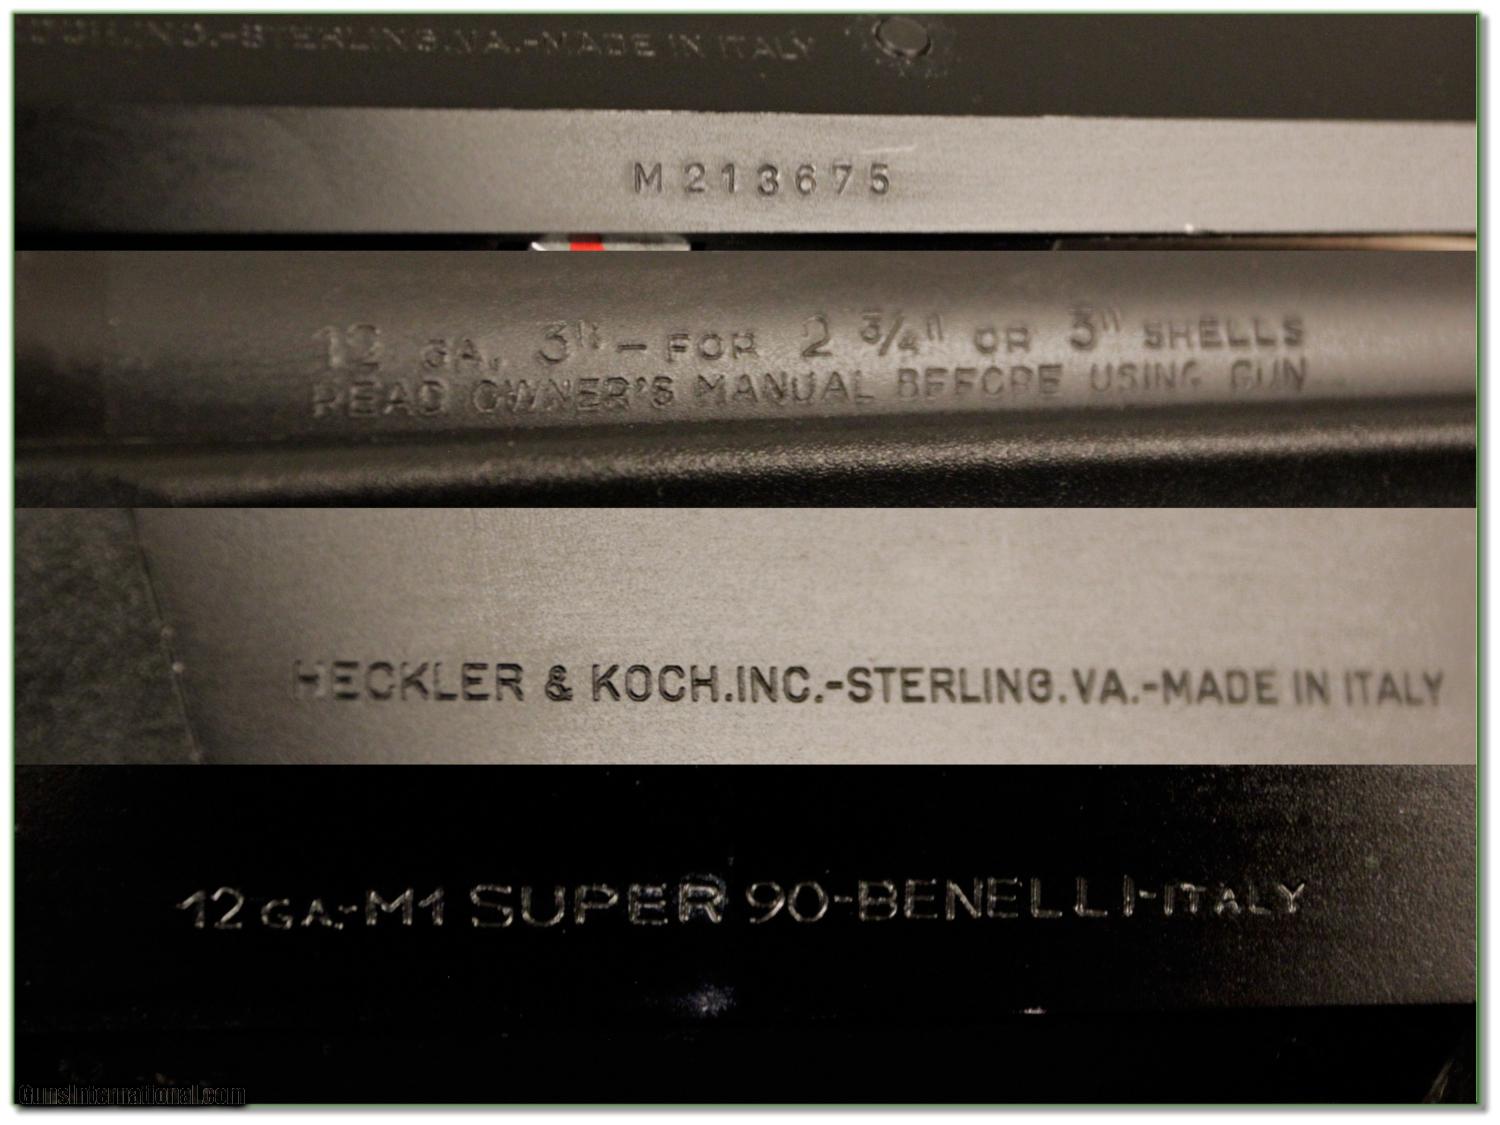 INC.-STERLING.VA.-MADE IN ITALY
M213675
12 GA. 3" - FOR 2 3/4" OR 3" SHELLS
READ OWNER'S MANUAL BEFORE USING GUN
HECKLER & KOCH.INC.-STERLING.VA.-MADE IN ITALY
12 GA.-M1 SUPER 90-BENELLI-ITALY
GunsInternational.com